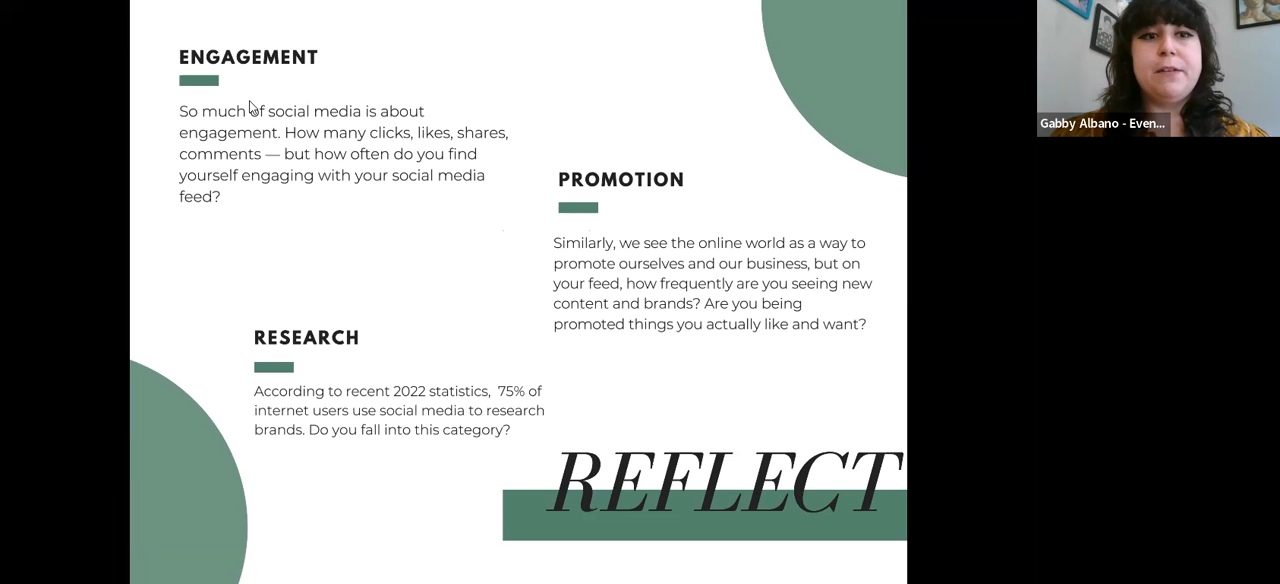 ENGAGEMENT
So much of social media is about
engagement. How many clicks, likes, shares,
comments — but how often do you find
yourself engaging with your social media
feed?
PROMOTION
Similarly, we see the online world as a way to
promote ourselves and our business, but on
your feed, how frequently are you seeing new
content and brands? Are you being
promoted things you actually like and want?
RESEARCH
According to recent 2022 statistics, 75% of
internet users use social media to research
brands. Do you fall into this category?
REFLECT
Gabby Albano - Even...